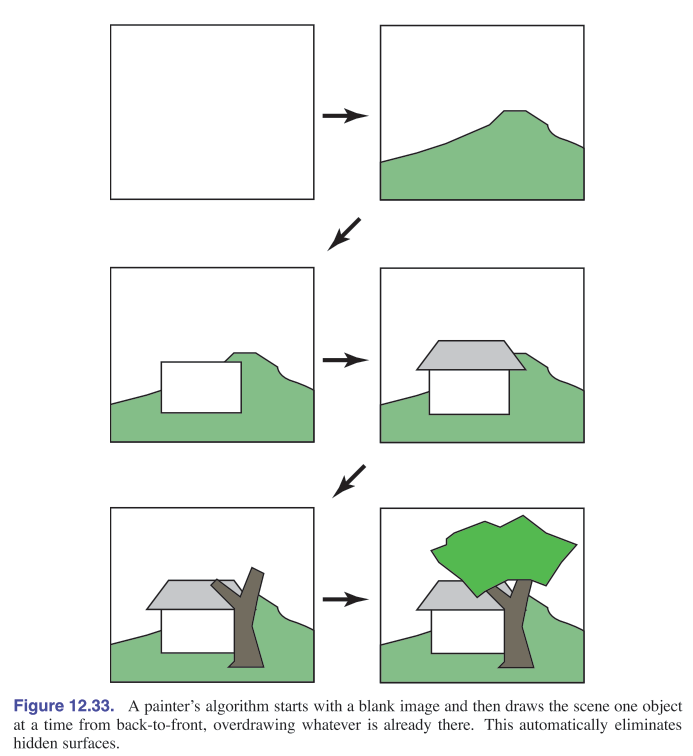 Figure 12.33. A painter's algorithm starts with a blank image and then draws the scene one object
at a time from back-to-front, overdrawing whatever is already there. This automatically eliminates
hidden surfaces.